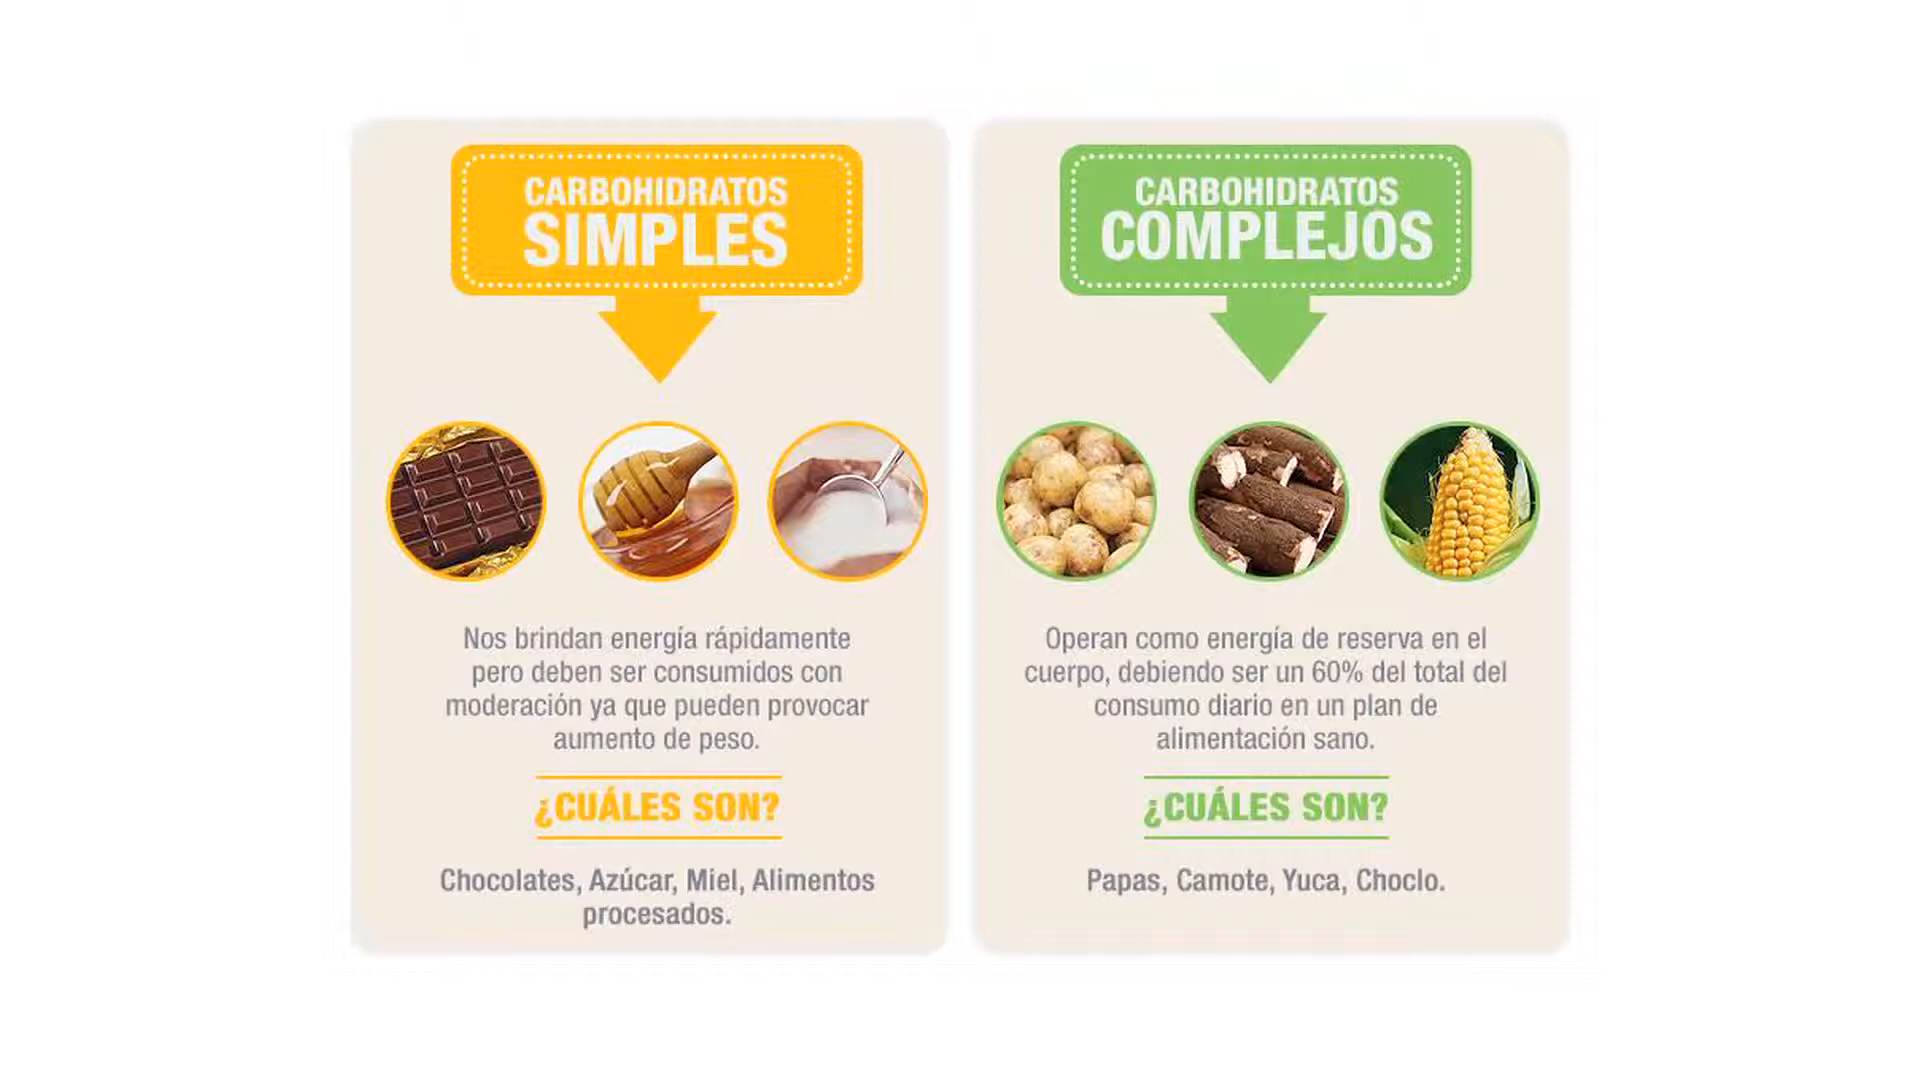 CARBOHIDRATOS
SIMPLES
Nos brindan energía rápidamente
pero deben ser consumidos con
moderación ya que pueden provocar
aumento de peso.
¿CUÁLES SON?
Chocolates, Azúcar, Miel, Alimentos
procesados.
CARBOHIDRATOS
COMPLEJOS
Operan como energía de reserva en el
cuerpo, debiendo ser un 60% del total del
consumo diario en un plan de
alimentación sano.
¿CUÁLES SON?
Papas, Camote, Yuca, Choclo.